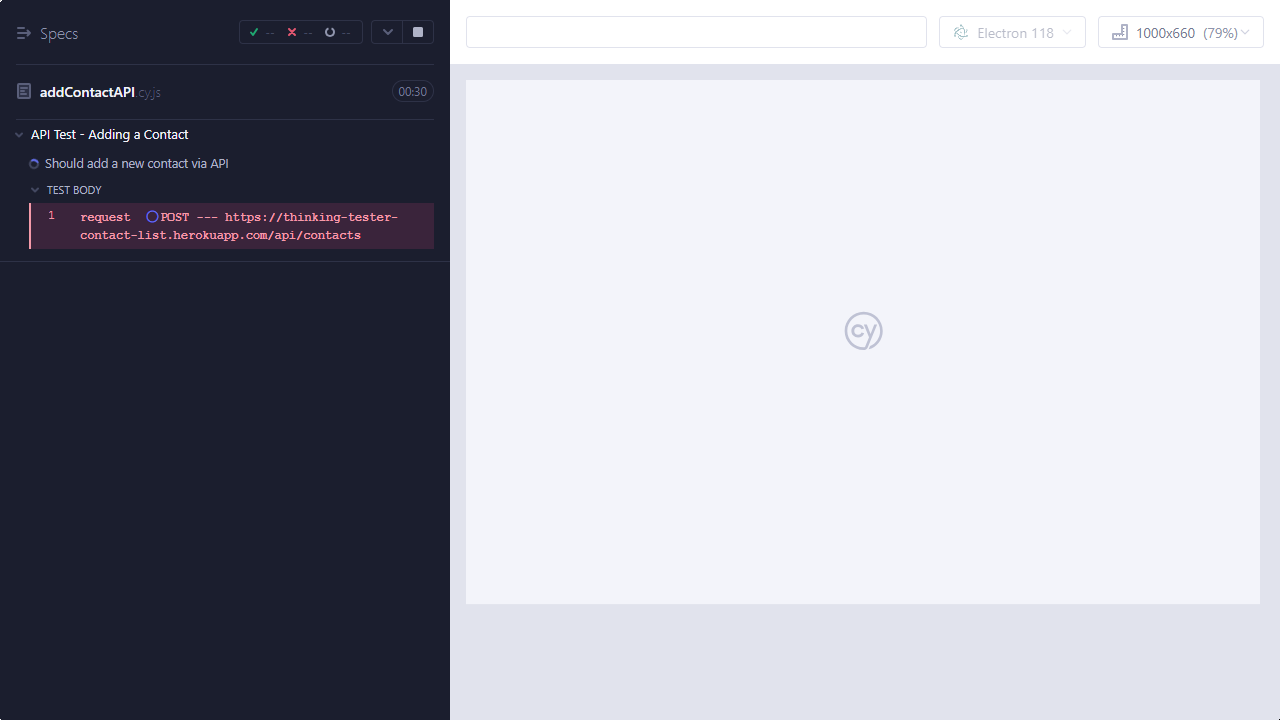 Specs
-- -- --
addContactAPI.cy.js
00:30
API Test - Adding a Contact
Should add a new contact via API
TEST BODY
1 request POST --- https://thinking-tester-
contact-list.herokuapp.com/api/contacts
Electron 118
1000x660 (79%)
cy